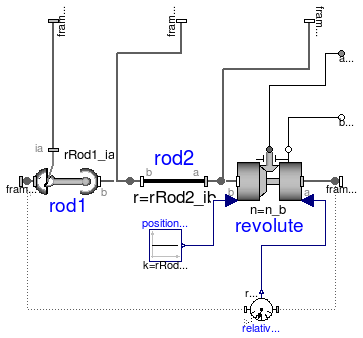 fram...
fram...
fram...
a...
b...
ia
rRod1_ia
rod2
b
a
fram...
b
rod1
r=rRod2_ib
b
a
fram...
n=n_b
revolute
position...
k=rRod...
r...
relativ...